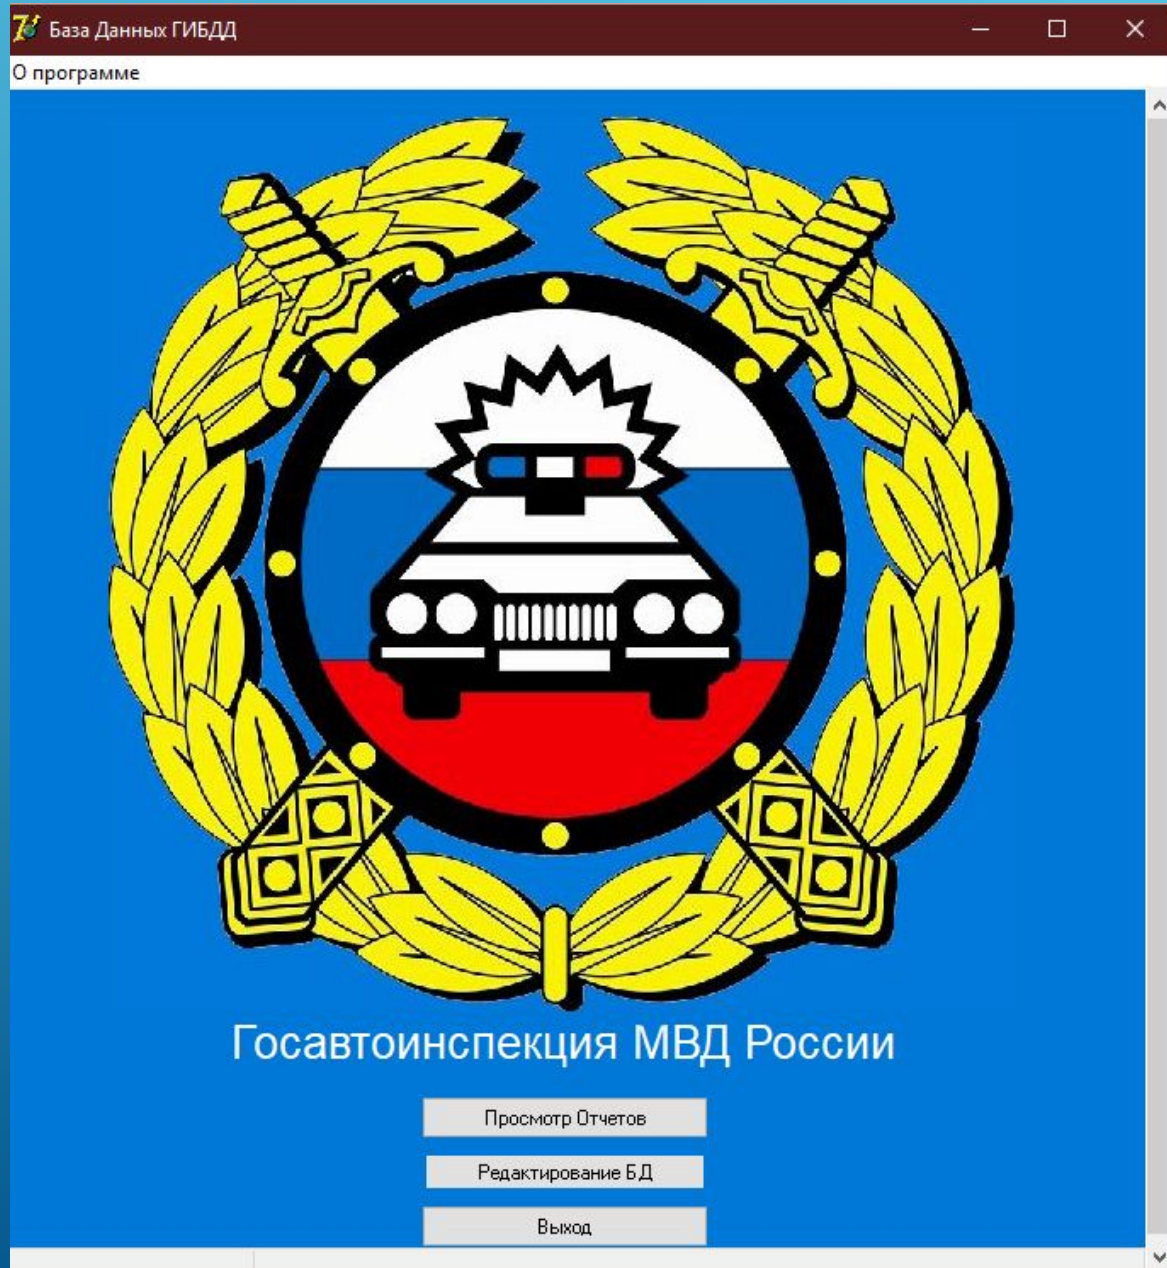 База Данных ГИБДД
О программе
Госавтоинспекция МВД России
Просмотр Отчетов
Редактирование БД
Выход